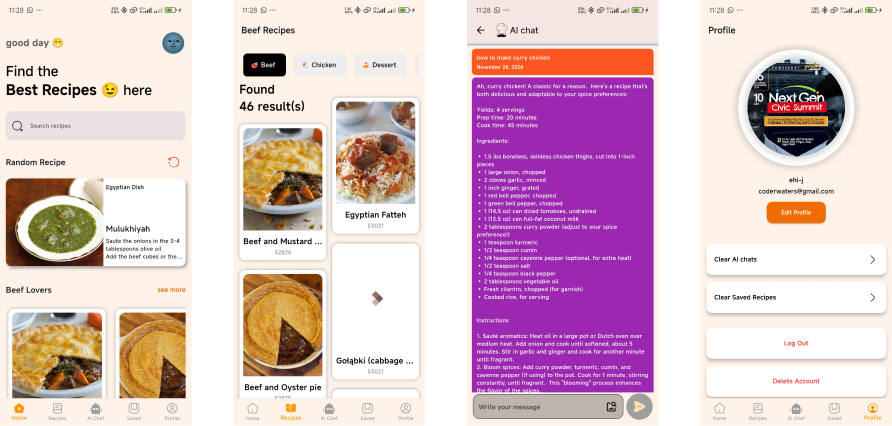 11:28
good day 😁
Find the
Best Recipes 😉 here
Search recipes
Random Recipe
Egyptian Dish
Mulukhiyah
Saute the onions in the 3-4
tablespoons olive oil
Add the beef cubes or the...
Beef Lovers
see more
Home
Recipes
AI Chef
Saved
Profile
11:28
Beef Recipes
Beef
Chicken
Dessert
Found
46 result(s)
Beef and Mustard ...
52874
Egyptian Fatteh
53031
Beef and Oyster pie
52878
Gołąbki (cabbage ...
53021
Home
Recipes
AI Chef
Saved
Profile
11:28
AI chat
how to make curry chicken
November 28, 2024
Ah, curry chicken! A classic for a reason. Here's a recipe that's
both delicious and adaptable to your spice preferences:
Yields: 4 servings
Prep time: 20 minutes
Cook time: 45 minutes
Ingredients:
• 1.5 lbs boneless, skinless chicken thighs, cut into 1-inch
pieces
• 1 large onion, chopped
• 2 cloves garlic, minced
• 1 inch ginger, grated
• 1 red bell pepper, chopped
• 1 green bell pepper, chopped
• 1 (14.5 oz) can diced tomatoes, undrained
• 1 (13.5 oz) can full-fat coconut milk
• 2 tablespoons curry powder (adjust to your spice
preference!)
• 1 teaspoon turmeric
• 1/2 teaspoon cumin
• 1/4 teaspoon cayenne pepper (optional, for extra heat)
• 1/2 teaspoon salt
• 1/4 teaspoon black pepper
• 2 tablespoons vegetable oil
• Fresh cilantro, chopped (for garnish)
• Cooked rice, for serving
Instructions
1. Sauté aromatics: Heat oil in a large pot or Dutch oven over
medium heat. Add onion and cook until softened, about 5
minutes. Stir in garlic and ginger and cook for another minute
until fragrant.
2. Bloom spices: Add curry powder, turmeric, cumin, and
cayenne pepper (if using) to the pot. Cook for 1 minute, stirring
constantly, until fragrant. This "blooming" process enhances
the flavor of the spices.
Write your message
11:28
Profile
NextGen
Civic Summit
ehi-j
coderwaters@gmail.com
Edit Profile
Clear AI chats
Clear Saved Recipes
Log Out
Delete Account
Home
Recipes
AI Chef
Saved
Profile